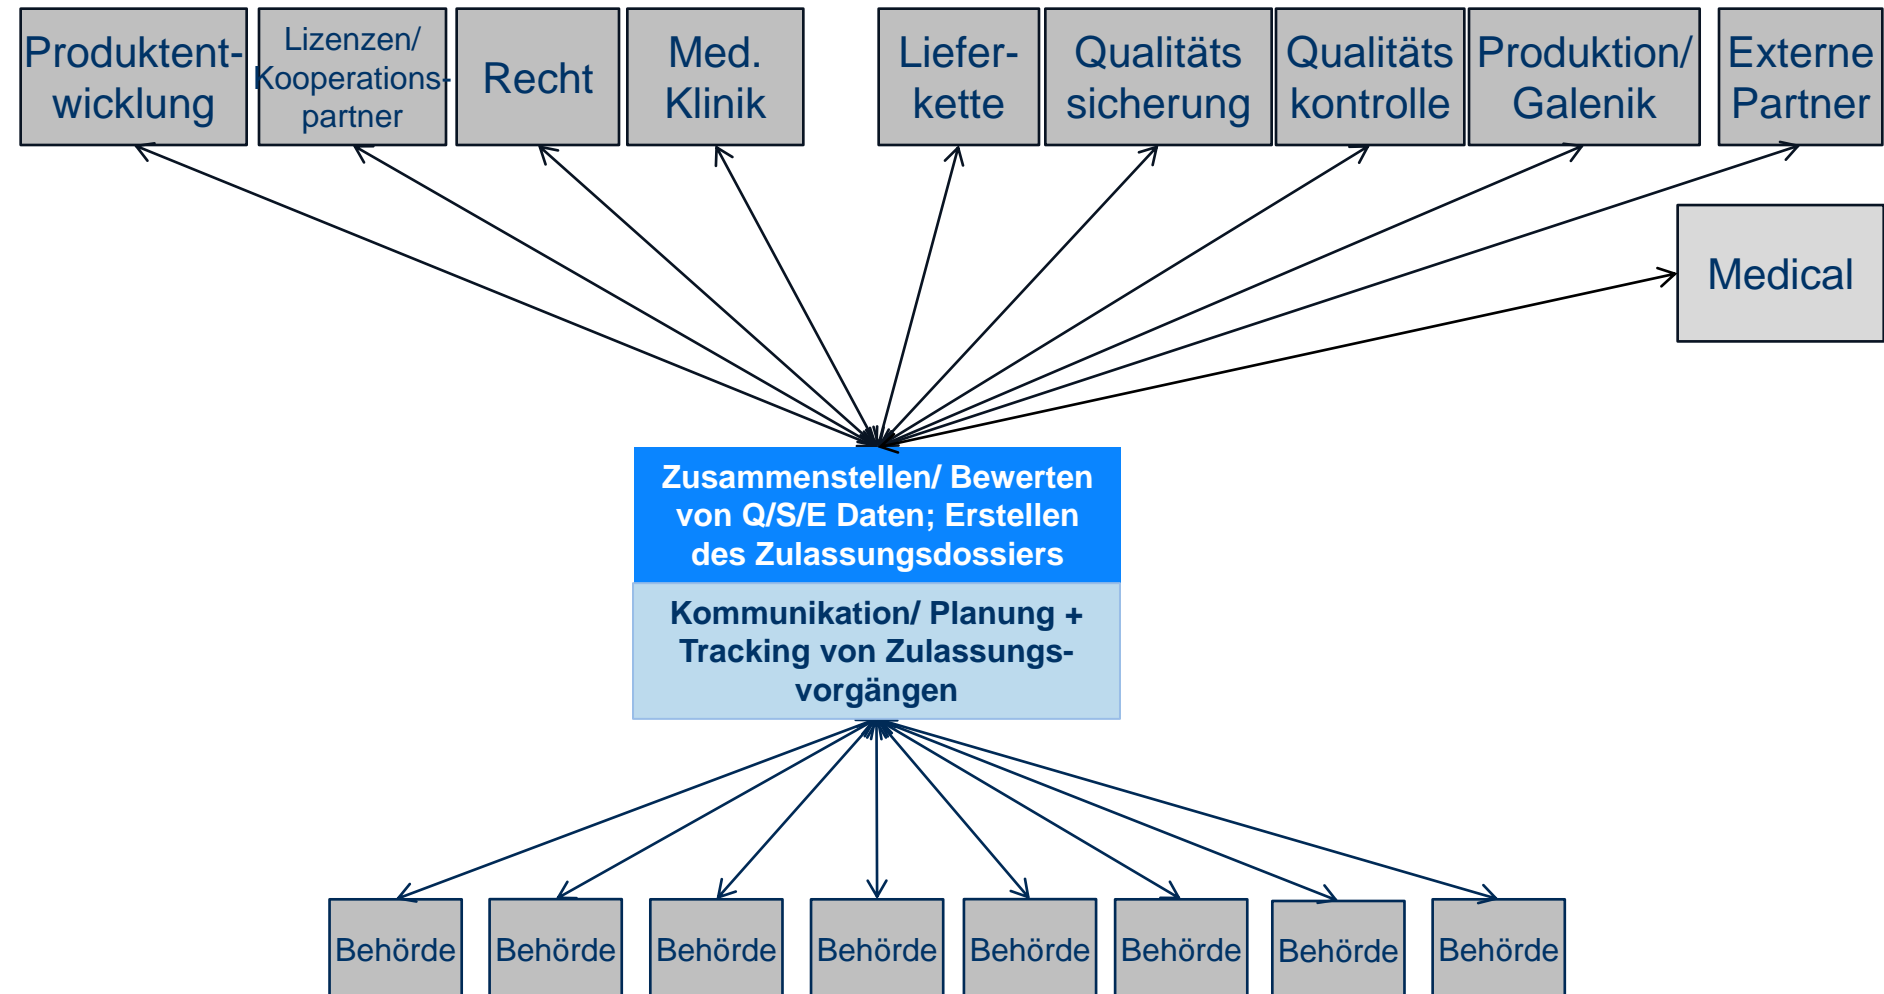 Produktent-
wicklung
Lizenzen/
Kooperations-
partner
Recht
Med.
Klinik
Liefer-
kette
Qualitäts
sicherung
Qualitäts
kontrolle
Produktion/
Galenik
Externe
Partner
Medical
Zusammenstellen/ Bewerten
von Q/S/E Daten; Erstellen
des Zulassungsdossiers
Kommunikation/ Planung +
Tracking von Zulassungs-
vorgängen
Behörde
Behörde
Behörde
Behörde
Behörde
Behörde
Behörde
Behörde